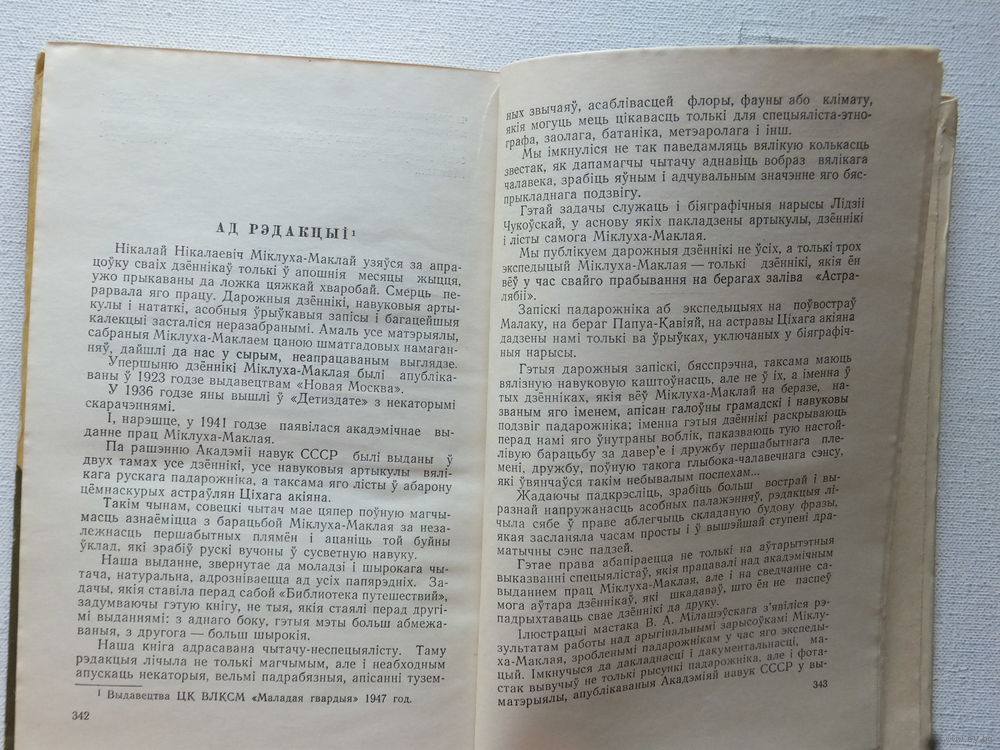 АД РЭДАКЦЫІ¹
Нікалай Нікалаевіч Міклуха-Маклай узяўся за апра-
цоўку сваіх дзённікаў толькі ў апошнія месяцы жыцця,
ужо прыкаваны да ложка цяжкай хваробай. Смерць пе-
рарвала яго працу. Дарожныя дзённікі, навуковыя арты-
кулы і нататкі, асобныя ўрыўкавыя запісы і багацейшыя
калекцыі засталіся неразабранымі. Амаль усе матэрыялы,
сабраныя Міклуха-Маклаем цаною шматгадовых намаган-
няў, дайшлі да нас у сырым, неапрацаваным выглядзе.
Упершыню дзённікі Міклуха-Маклая былі апубліка-
ваны ў 1923 годзе выдавецтвам «Новая Москва».
У 1936 годзе яны вышлі ў «Детиздате» з некаторымі
скарачэннямі.
І, нарэшце, у 1941 годзе паявілася акадэмічнае вы-
данне прац Міклуха-Маклая.
Па рашэнню Акадэміі навук СССР былі выданы ў
двух тамах усе дзённікі, усе навуковыя артыкулы вялі-
кага рускага падарожніка, а таксама яго лісты ў абарону
цёмнаскурых астраўлян Ціхага акіяна.
Такім чынам, совецкі чытач мае цяпер поўную магчы-
масць азнаёміцца з барацьбой Міклуха-Маклая за неза-
лежнасць першабытных плямён і ацаніць той буйны
ўклад, які зрабіў рускі вучоны ў сусветную навуку.
Наша выданне, звернутае да моладзі і шырокага чы-
тача, натуральна, адрозніваецца ад усіх папярэдніх. За-
дачы, якія ставіла перад сабой «Библиотека путешествий»,
задумваючы гэтую кнігу, не тыя, якія стаялі перад другі-
мі выданнямі: з аднаго боку, гэтыя мэты больш абмежа-
ваныя, з другога — больш шырокія.
Наша кніга адрасавана чытачу-неспецыялісту. Таму
рэдакцыя лічыла не толькі магчымым, але і неабходным
апускаць некаторыя, вельмі падрабязныя, апісанні тузем-
¹ Выдавецтва ЦК ВЛКСМ «Маладая гвардыя» 1947 год.
342
ных звычаяў, асаблівасцей флоры, фауны або клімату,
якія могуць мець цікавасць толькі для спецыяліста-этно-
графа, заолага, батаніка, метэаролага і інш.
Мы імкнуліся не так паведамляць вялікую колькасць
звестак, як дапамагчы чытачу аднавіць вобраз вялікага
чалавека, зрабіць яўным і адчувальным значэнне яго бяс-
прыкладнага подзвігу.
Гэтай задачы служаць і біяграфічныя нарысы Лідзіі
Чукоўскай, у аснову якіх пакладзены артыкулы, дзённікі
і лісты самога Міклуха-Маклая.
Мы публікуем дарожныя дзённікі не ўсіх, а толькі трох
экспедыцый Міклуха-Маклая — толькі дзённікі, якія ён
вёў у час свайго прабывання на берагах заліва «Астра-
лябіі».
Запіскі падарожніка аб экспедыцыях на поўвостраў
Малаку, на бераг Папуа-Кавіяй, на астравы Ціхага акіяна
дадзены намі толькі ва ўрыўках, уключаных у біяграфіч-
ныя нарысы.
Гэтыя дарожныя запіскі, бясспрэчна, таксама маюць
вялізную навуковую каштоўнасць, але не ў іх, а іменна ў
тых дзённіках, якія вёў Міклуха-Маклай на беразе, на-
званым яго іменем, апісан галоўны грамадскі і навуковы
подзвіг падарожніка; іменна гэтыя дзённікі раскрываюць
перад намі яго ўнутраны воблік, паказваюць тую настой-
лівую барацьбу за давер'е і дружбу першабытнага пле-
мені, дружбу, поўную такога глыбока-чалавечнага сэнсу,
які ўвянчаўся такім небывалым поспехам...
Жадаючы падкрэсліць, зрабіць больш вострай і вы-
разнай напружанасць асобных палажэнняў, рэдакцыя лі-
чыла сябе ў праве аблегчыць складаную будову фразы,
якая засланяла часам просты і ў вышэйшай ступені дра-
матычны сэнс падзей.
Гэтае права абапіраецца не толькі на аўтарытэтныя
выказванні спецыялістаў, якія працавалі над акадэмічным
выданнем прац Міклуха-Маклая, але і на сведчанне са-
мога аўтара дзённікаў, які шкадаваў, што ён не паспеў
падрыхтаваць свае дзённікі да друку.
Ілюстрацыі мастака В. А. Мілашэўскага з'явіліся рэ-
зультатам работы над арыгінальнымі зарысоўкамі Міклу-
ха-Маклая, зробленымі падарожнікам у час яго экспеды-
цый. Імкнучыся да дакладнасці і дакументальнасці, ма-
стак вывучыў не толькі рысункі падарожніка, але і фота-
матэрыялы, апублікаваныя Акадэміяй навук СССР у вы-
343